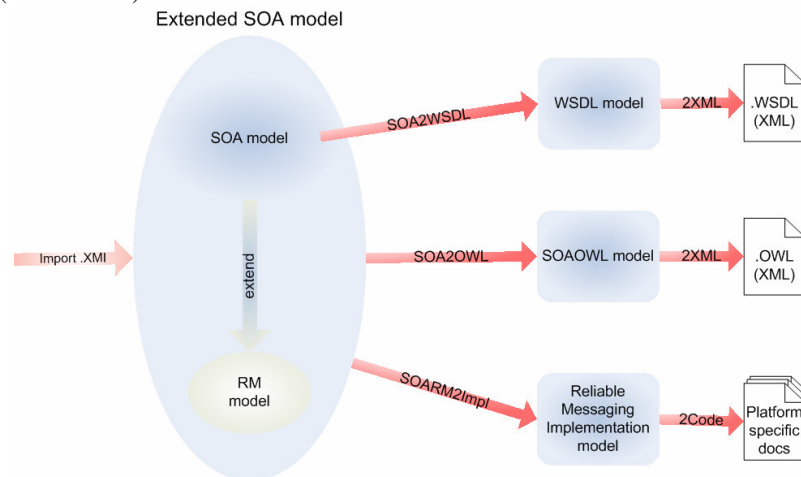 Extended SOA model
SOA model
SOA2WSDL
WSDL model
2XML
.WSDL
(XML)
Import .XMI
extend
SOA2OWL
SOAOWL model
2XML
.OWL
(XML)
RM
model
SOARM2Impl
Reliable
Messaging
Implementation
model
2Code
Platform
specific
docs